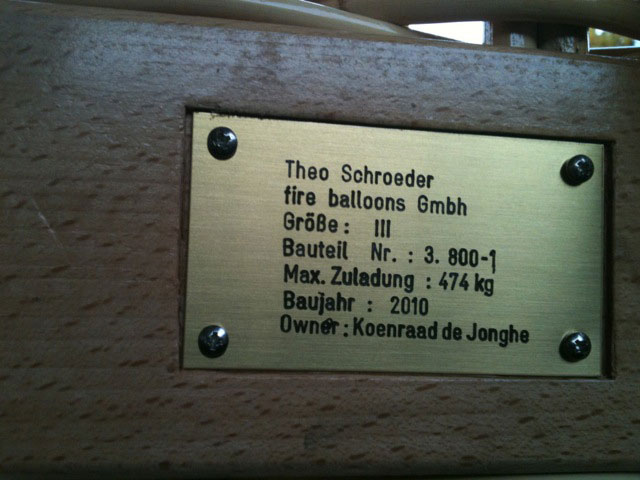 Theo Schroeder
fire balloons Gmbh
Größe: III
Bauteil Nr.: 3. 800-1
Max. Zuladung : 474 kg
Baujahr : 2010
Owner: Koenraad de Jonghe